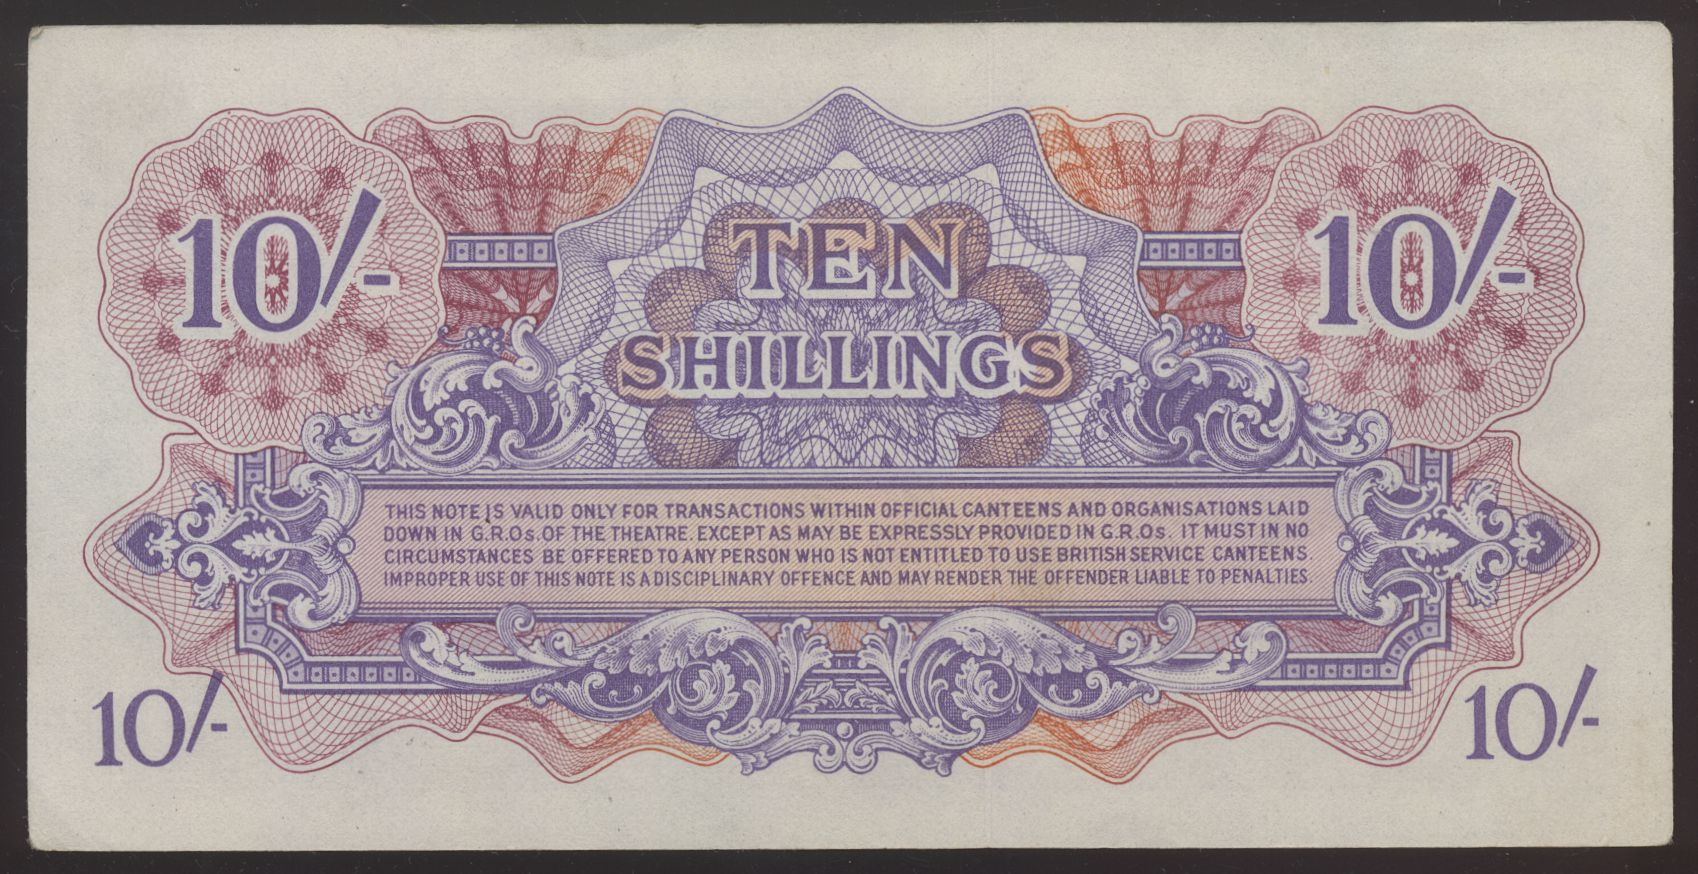 10/- 10/-
TEN
SHILLINGS
THIS NOTE IS VALID ONLY FOR TRANSACTIONS WITHIN OFFICIAL CANTEENS AND ORGANISATIONS LAID
DOWN IN G.R.Os. OF THE THEATRE. EXCEPT AS MAY BE EXPRESSLY PROVIDED IN G.R.Os. IT MUST IN NO
CIRCUMSTANCES BE OFFERED TO ANY PERSON WHO IS NOT ENTITLED TO USE BRITISH SERVICE CANTEENS.
IMPROPER USE OF THIS NOTE IS A DISCIPLINARY OFFENCE AND MAY RENDER THE OFFENDER LIABLE TO PENALTIES.
10/- 10/-